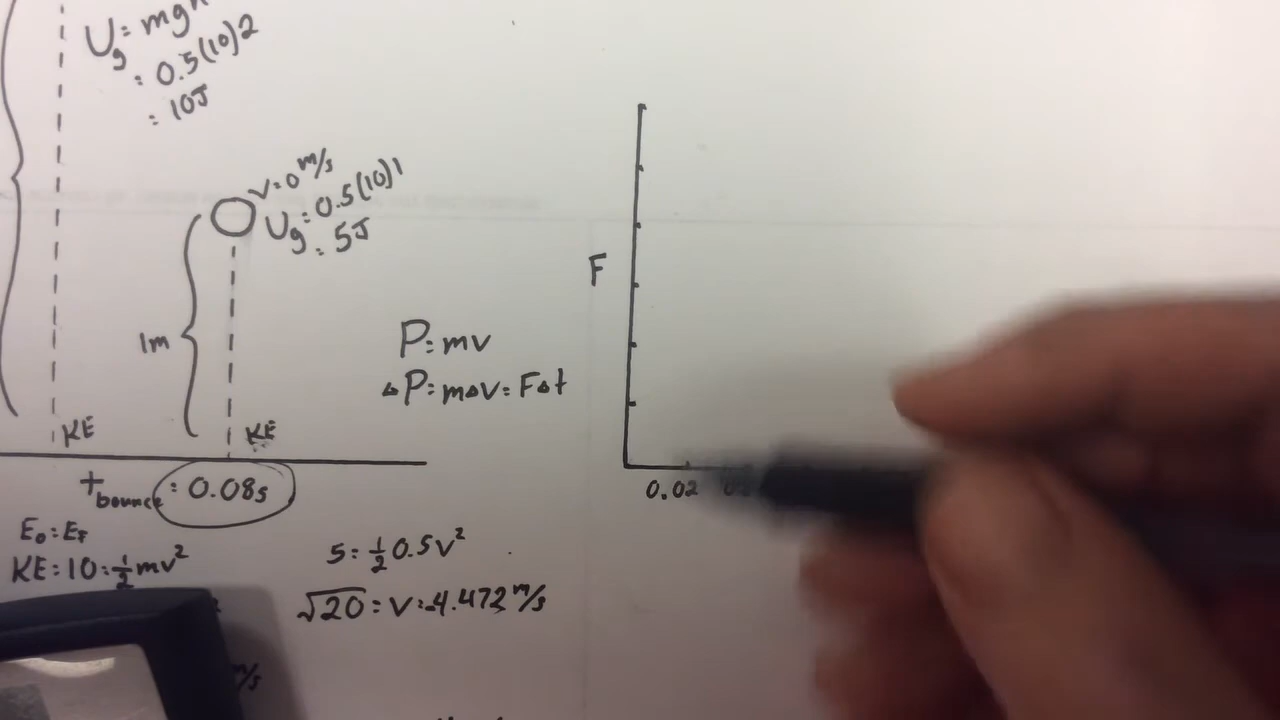 Ug = mgh
= 0.5(10)2
= 10J
v=0 m/s
Ug = 0.5(10)1
= 5J
1m
P=mv
ΔP=mΔv=FΔt
KE
KE
tbounce = 0.08s
E₀=EF
KE=10=½mv²
5=½0.5v²
√20=v=-4.472 m/s
F
0.02